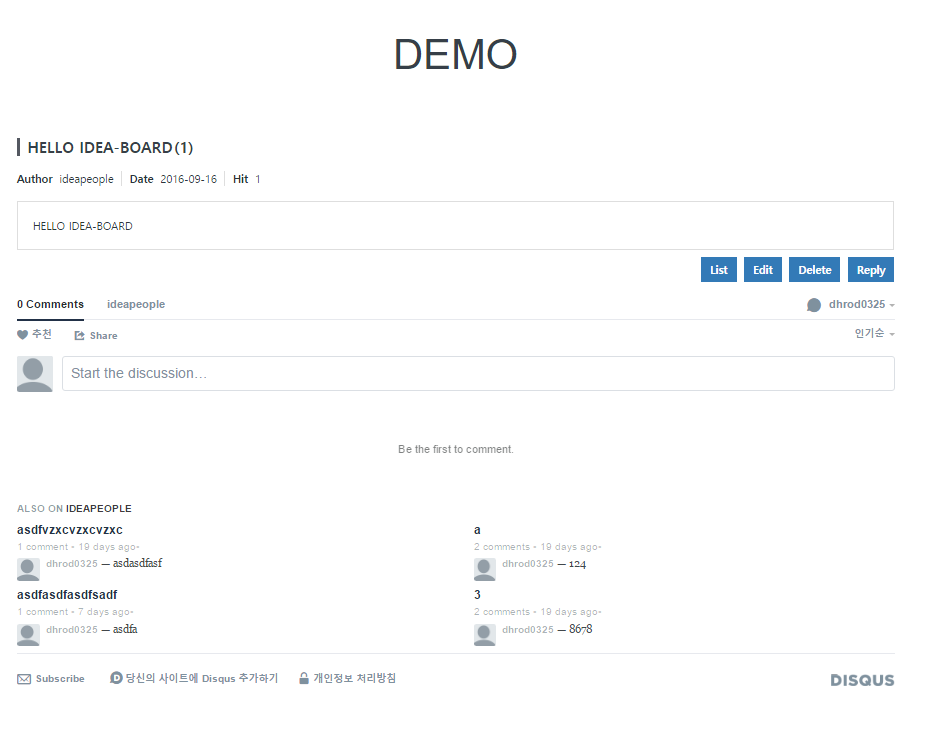 DEMO
HELLO IDEA-BOARD(1)
Author ideapeople Date 2016-09-16 Hit 1
HELLO IDEA-BOARD
List Edit Delete Reply
0 Comments ideapeople dhrod0325
추천 Share 인기순
Start the discussion…
Be the first to comment.
ALSO ON IDEAPEOPLE
asdfvzxcvzxcvzxc
1 comment • 19 days ago•
dhrod0325 — asdasdfasf
a
2 comments • 19 days ago•
dhrod0325 — 124
asdfasdfasdfsadf
1 comment • 7 days ago•
dhrod0325 — asdfa
3
2 comments • 19 days ago•
dhrod0325 — 8678
Subscribe D 당신의 사이트에 Disqus 추가하기 개인정보 처리방침 DISQUS